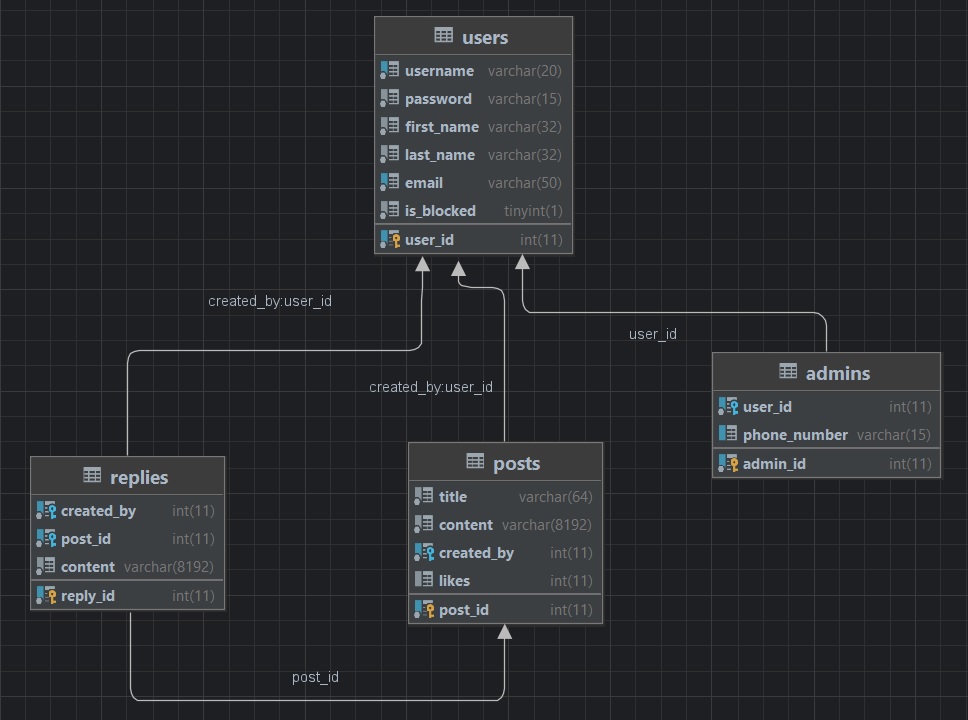 users
username varchar(20)
password varchar(15)
first_name varchar(32)
last_name varchar(32)
email varchar(50)
is_blocked tinyint(1)
user_id int(11)
created_by:user_id
user_id
created_by:user_id
admins
user_id int(11)
phone_number varchar(15)
admin_id int(11)
replies
created_by int(11)
post_id int(11)
content varchar(8192)
reply_id int(11)
posts
title varchar(64)
content varchar(8192)
created_by int(11)
likes int(11)
post_id int(11)
post_id